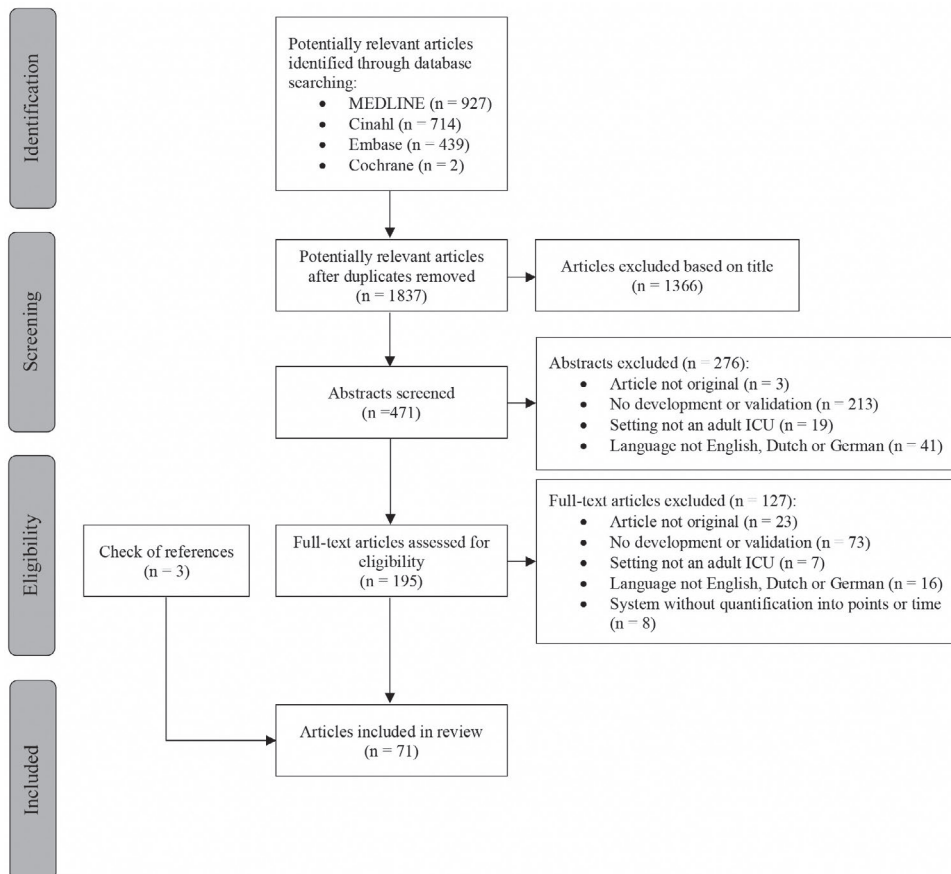 Identification
Potentially relevant articles
identified through database
searching:
• MEDLINE (n = 927)
• Cinahl (n = 714)
• Embase (n = 439)
• Cochrane (n = 2)
Screening
Potentially relevant articles
after duplicates removed
(n = 1837)
Articles excluded based on title
(n = 1366)
Abstracts screened
(n =471)
Abstracts excluded (n = 276):
• Article not original (n = 3)
• No development or validation (n = 213)
• Setting not an adult ICU (n = 19)
• Language not English, Dutch or German (n = 41)
Eligibility
Check of references
(n = 3)
Full-text articles assessed for
eligibility
(n = 195)
Full-text articles excluded (n = 127):
• Article not original (n = 23)
• No development or validation (n = 73)
• Setting not an adult ICU (n = 7)
• Language not English, Dutch or German (n = 16)
• System without quantification into points or time
(n = 8)
Included
Articles included in review
(n = 71)